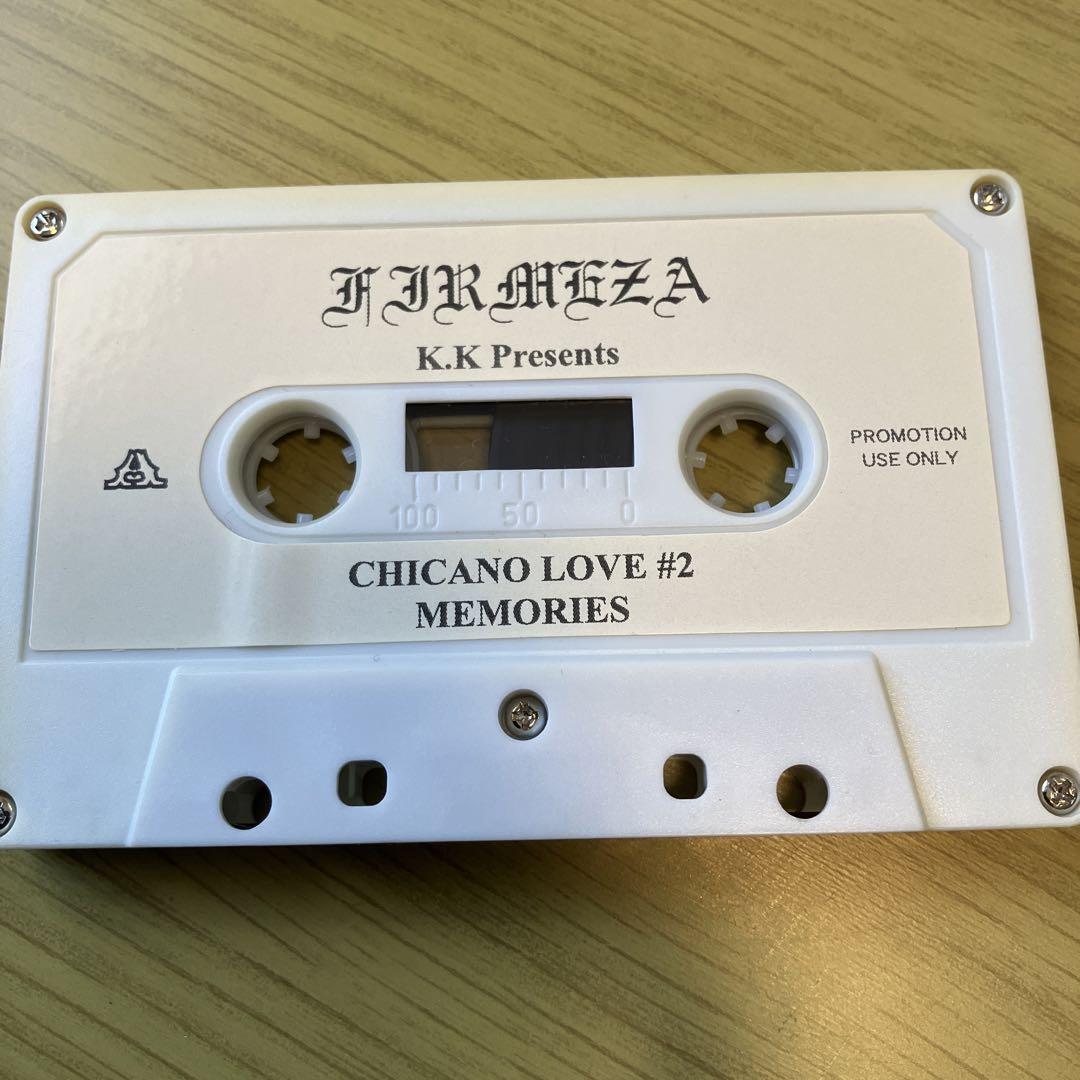 FIRMEZA
K.K Presents
PROMOTION
USE ONLY
100 50 0
CHICANO LOVE #2
MEMORIES